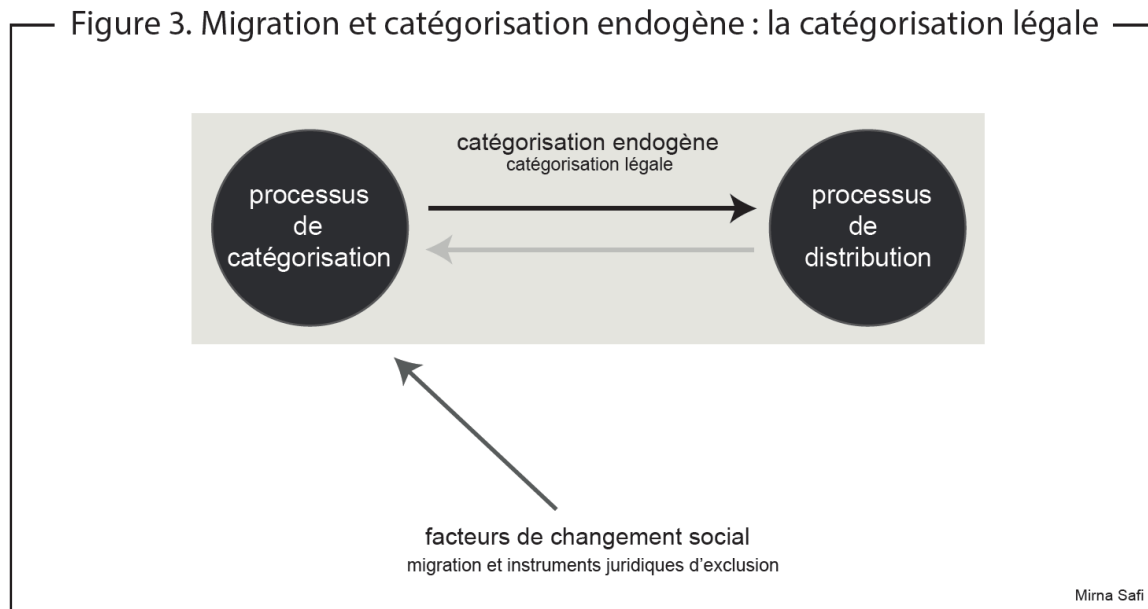 Figure 3. Migration et catégorisation endogène : la catégorisation légale
catégorisation endogène
catégorisation légale
processus
de
catégorisation
processus
de
distribution
facteurs de changement social
migration et instruments juridiques d'exclusion
Mirna Safi